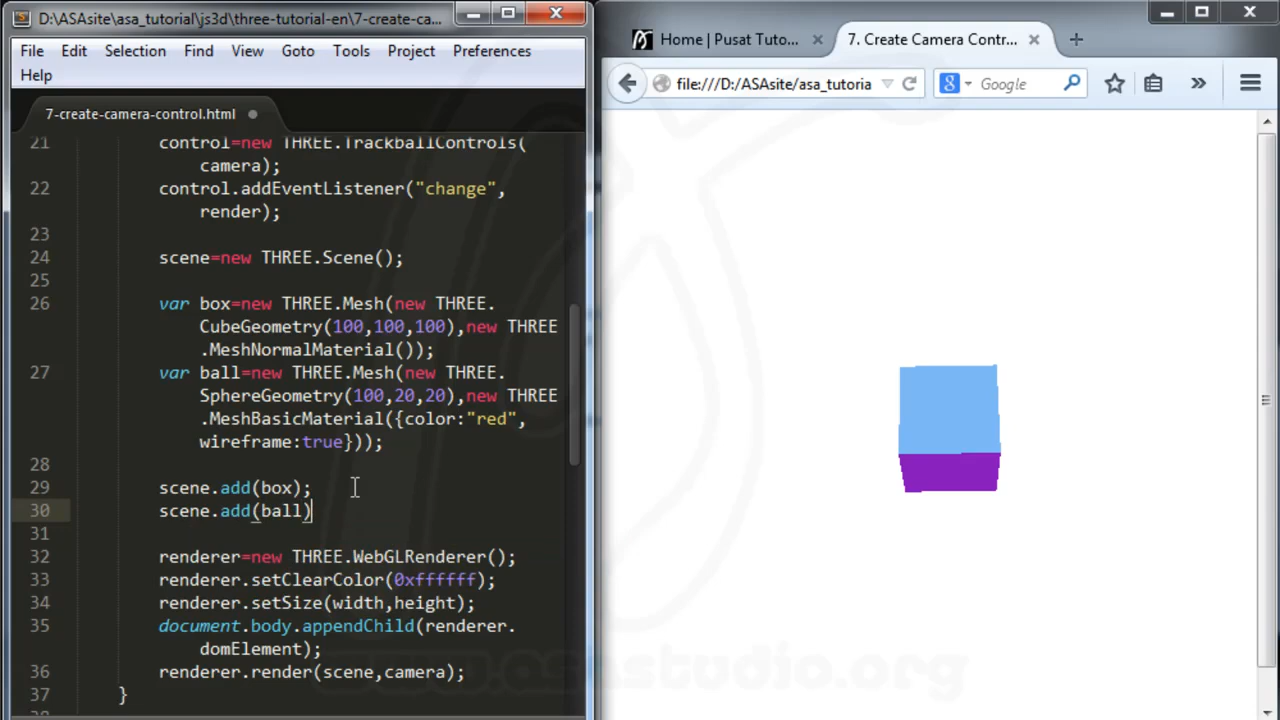 D:\ASAsite\asa_tutorial\js3d\three-tutorial-en\7-create-ca...
File Edit Selection Find View Goto Tools Project Preferences
Help
7-create-camera-control.html
21 control=new THREE.TrackballControls(
camera);
22 control.addEventListener("change",
render);
23
24 scene=new THREE.Scene();
25
26 var box=new THREE.Mesh(new THREE.
CubeGeometry(100,100,100),new THREE
.MeshNormalMaterial());
27 var ball=new THREE.Mesh(new THREE.
SphereGeometry(100,20,20),new THREE
.MeshBasicMaterial({color:"red",
wireframe:true}));
28
29 scene.add(box);
30 scene.add(ball)
31
32 renderer=new THREE.WebGLRenderer();
33 renderer.setClearColor(0xffffff);
34 renderer.setSize(width,height);
35 document.body.appendChild(renderer.
domElement);
36 renderer.render(scene,camera);
37 }
Home | Pusat Tuto...
7. Create Camera Contr...
file:///D:/ASAsite/asa_tutoria
Google
www.asastudio.org